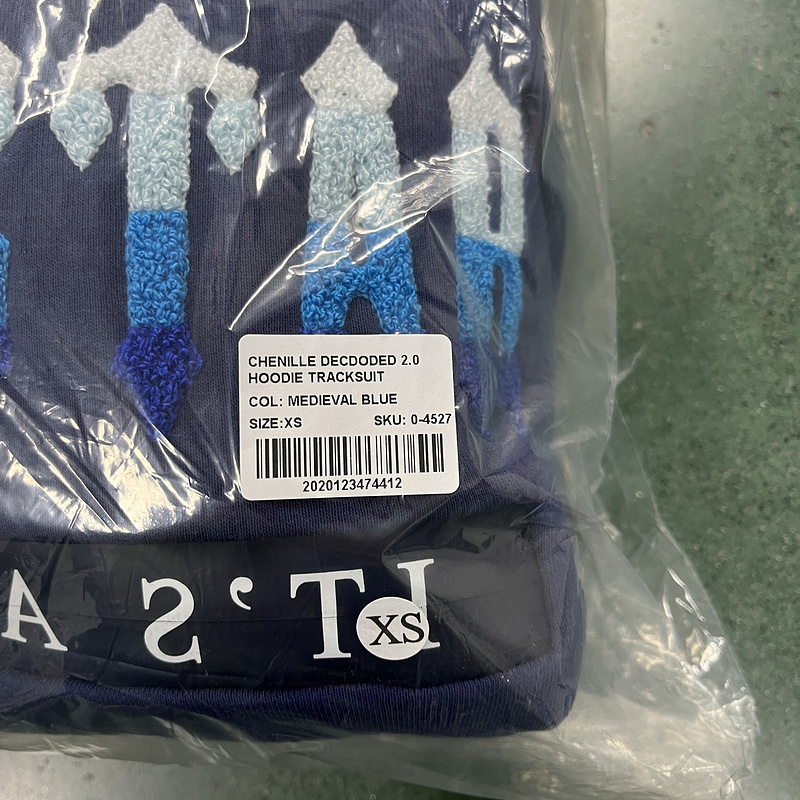 CHENILLE DECDODED 2.0
HOODIE TRACKSUIT
COL: MEDIEVAL BLUE
SIZE:XS SKU: 0-4527
2020123474412
IT'S A
XS